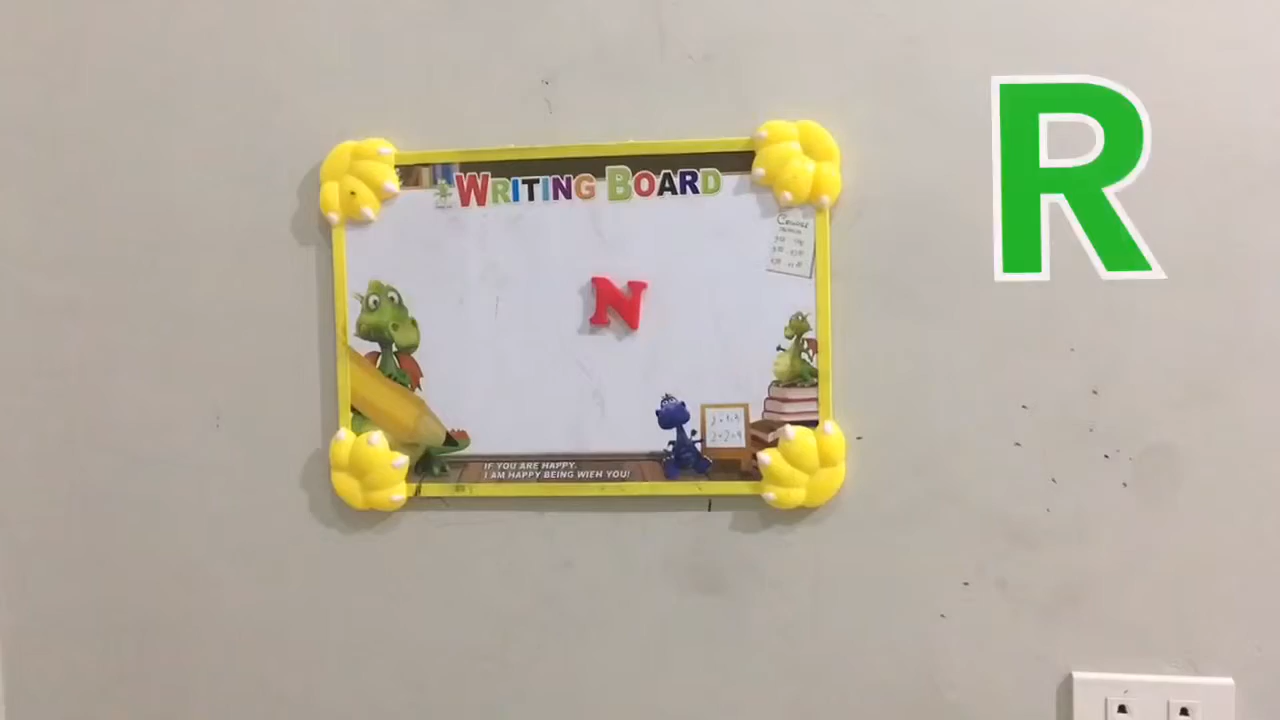 R
WRITING BOARD
N
IF YOU ARE HAPPY.
I AM HAPPY BEING WIEH YOU!